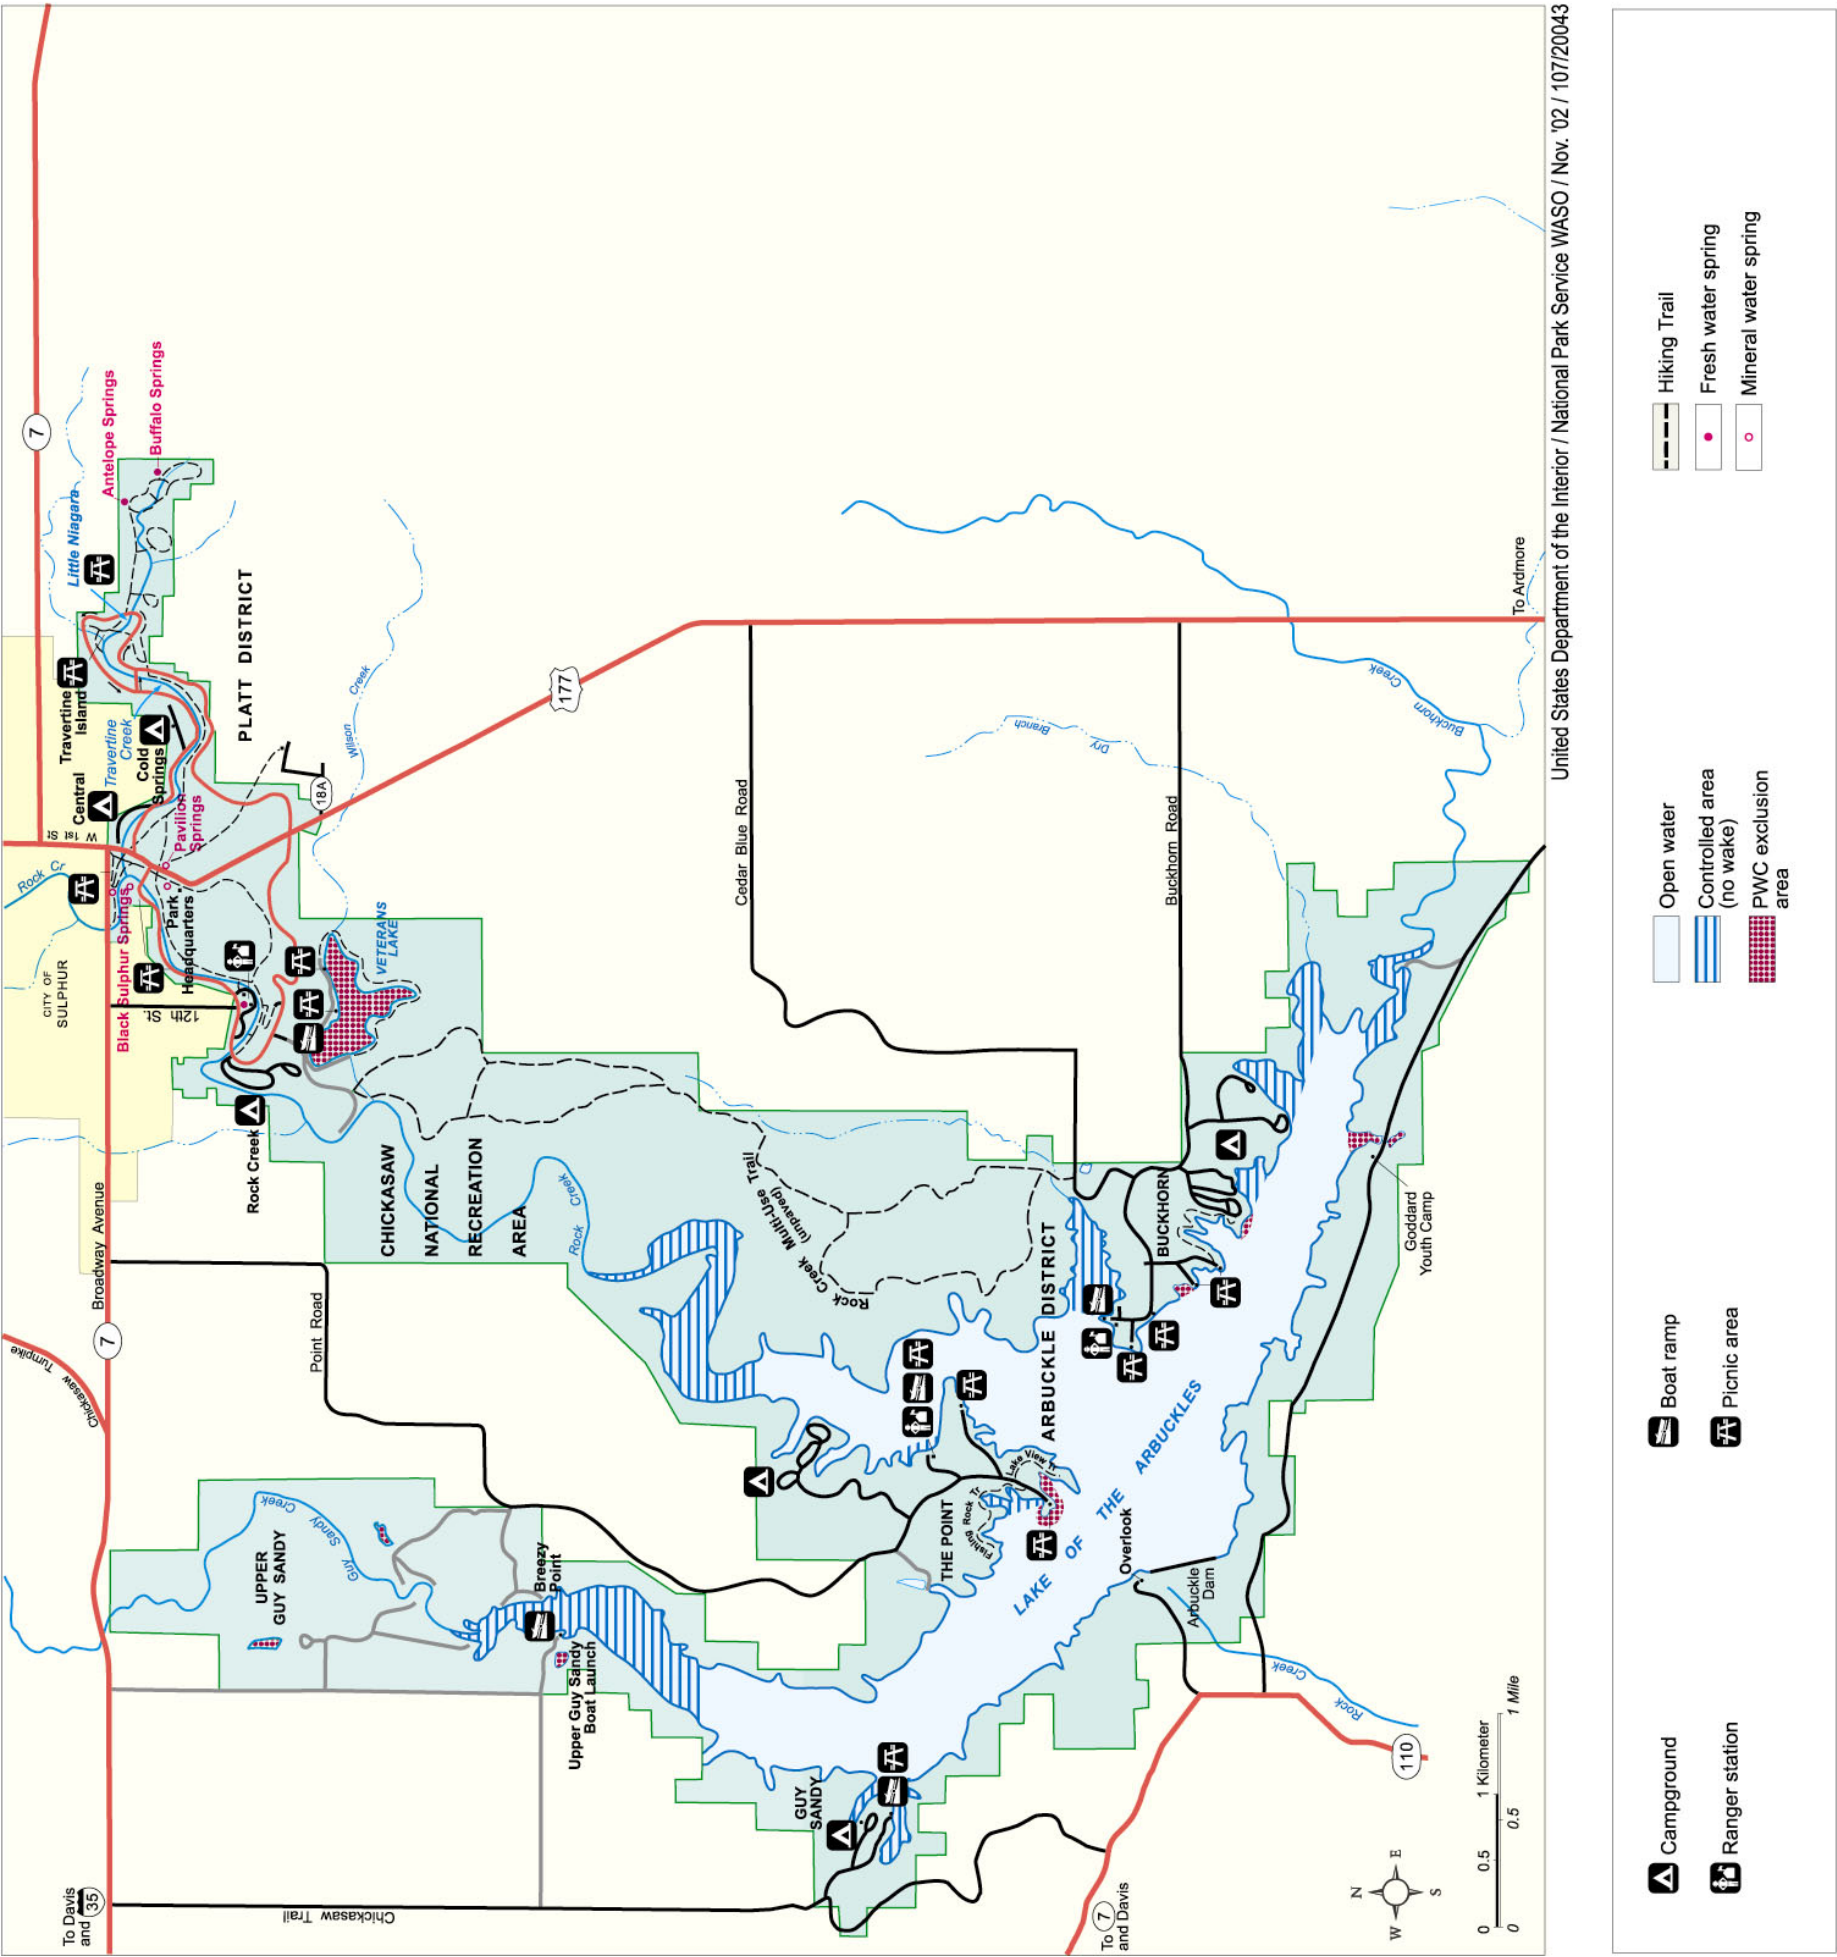 7
Antelope Springs
Buffalo Springs
Little Niagara
PLATT DISTRICT
Travertine
Island
Travertine
Creek
Cold
Springs
Central
Pavilion
Springs
W 1st St
Rock Cr
Black Sulphur Springs
Park
Headquarters
CITY OF
SULPHUR
12th St.
VETERANS
LAKE
Wilson Creek
18A
177
Rock Creek
Broadway Avenue
7
Chickasaw Turnpike
Point Road
CHICKASAW
NATIONAL
RECREATION
AREA
Rock Creek
Rock Creek Multi-Use Trail
(unpaved)
Cedar Blue Road
Buckhorn Road
Dry Branch
Buckhorn Creek
To Ardmore
ARBUCKLE DISTRICT
BUCKHORN
Goddard
Youth Camp
LAKE OF THE ARBUCKLES
THE POINT
Fishing Rock Tr
Lake View Tr
Overlook
Arbuckle
Dam
Rock Creek
110
UPPER
GUY SANDY
Guy Sandy Creek
Breezy
Point
Upper Guy Sandy
Boat Launch
GUY
SANDY
Chickasaw Trail
To Davis
and 35
To 7
and Davis
N
W E
S
0 0.5 1 Kilometer
0 0.5 1 Mile
United States Department of the Interior / National Park Service WASO / Nov. '02 / 107/20043
Campground
Ranger station
Boat ramp
Picnic area
Open water
Controlled area
(no wake)
PWC exclusion
area
Hiking Trail
Fresh water spring
Mineral water spring